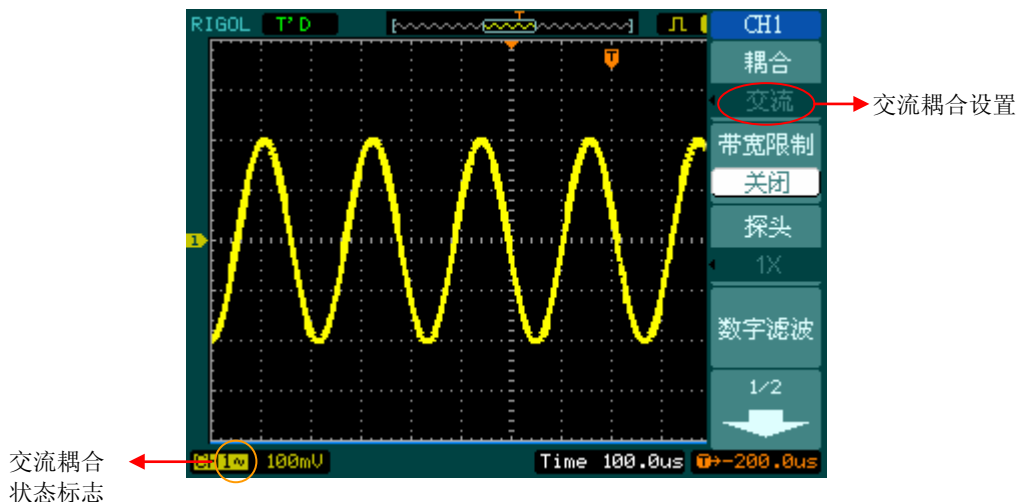 RIGOL T'D T CH1
耦合
交流
交流耦合设置
带宽限制
关闭
T
探头
1
1X
数字滤波
1/2
交流耦合
状态标志
CH1~ 100mV Time 100.0us T→-200.0us